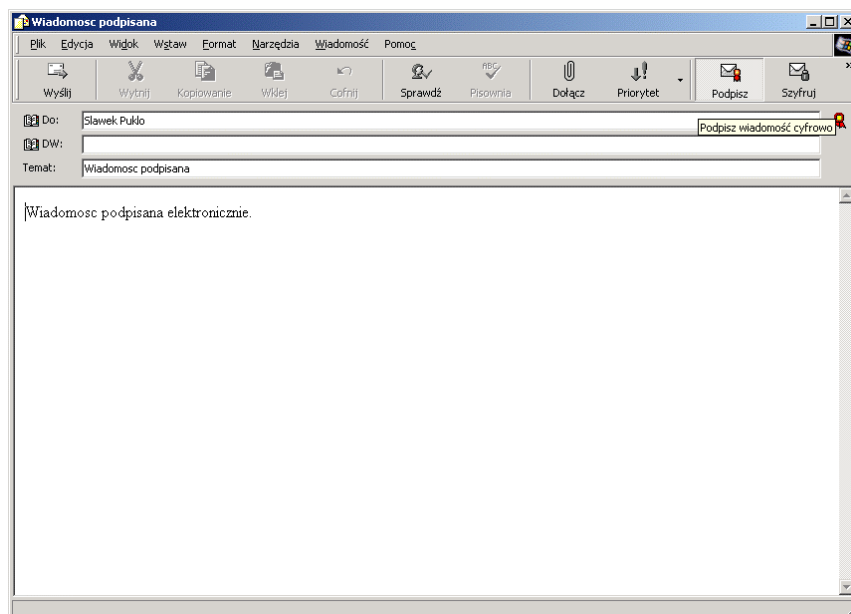 Wiadomosc podpisana
Plik Edycja Widok Wstaw Format Narzędzia Wiadomość Pomoc
ABC
Wyślij Wytnij Kopiowanie Wklej Cofnij Sprawdź Pisownia Dołącz Priorytet Podpisz Szyfruj
Do: Slawek Puklo
Podpisz wiadomość cyfrowo
DW:
Temat: Wiadomosc podpisana
Wiadomosc podpisana elektronicznie.